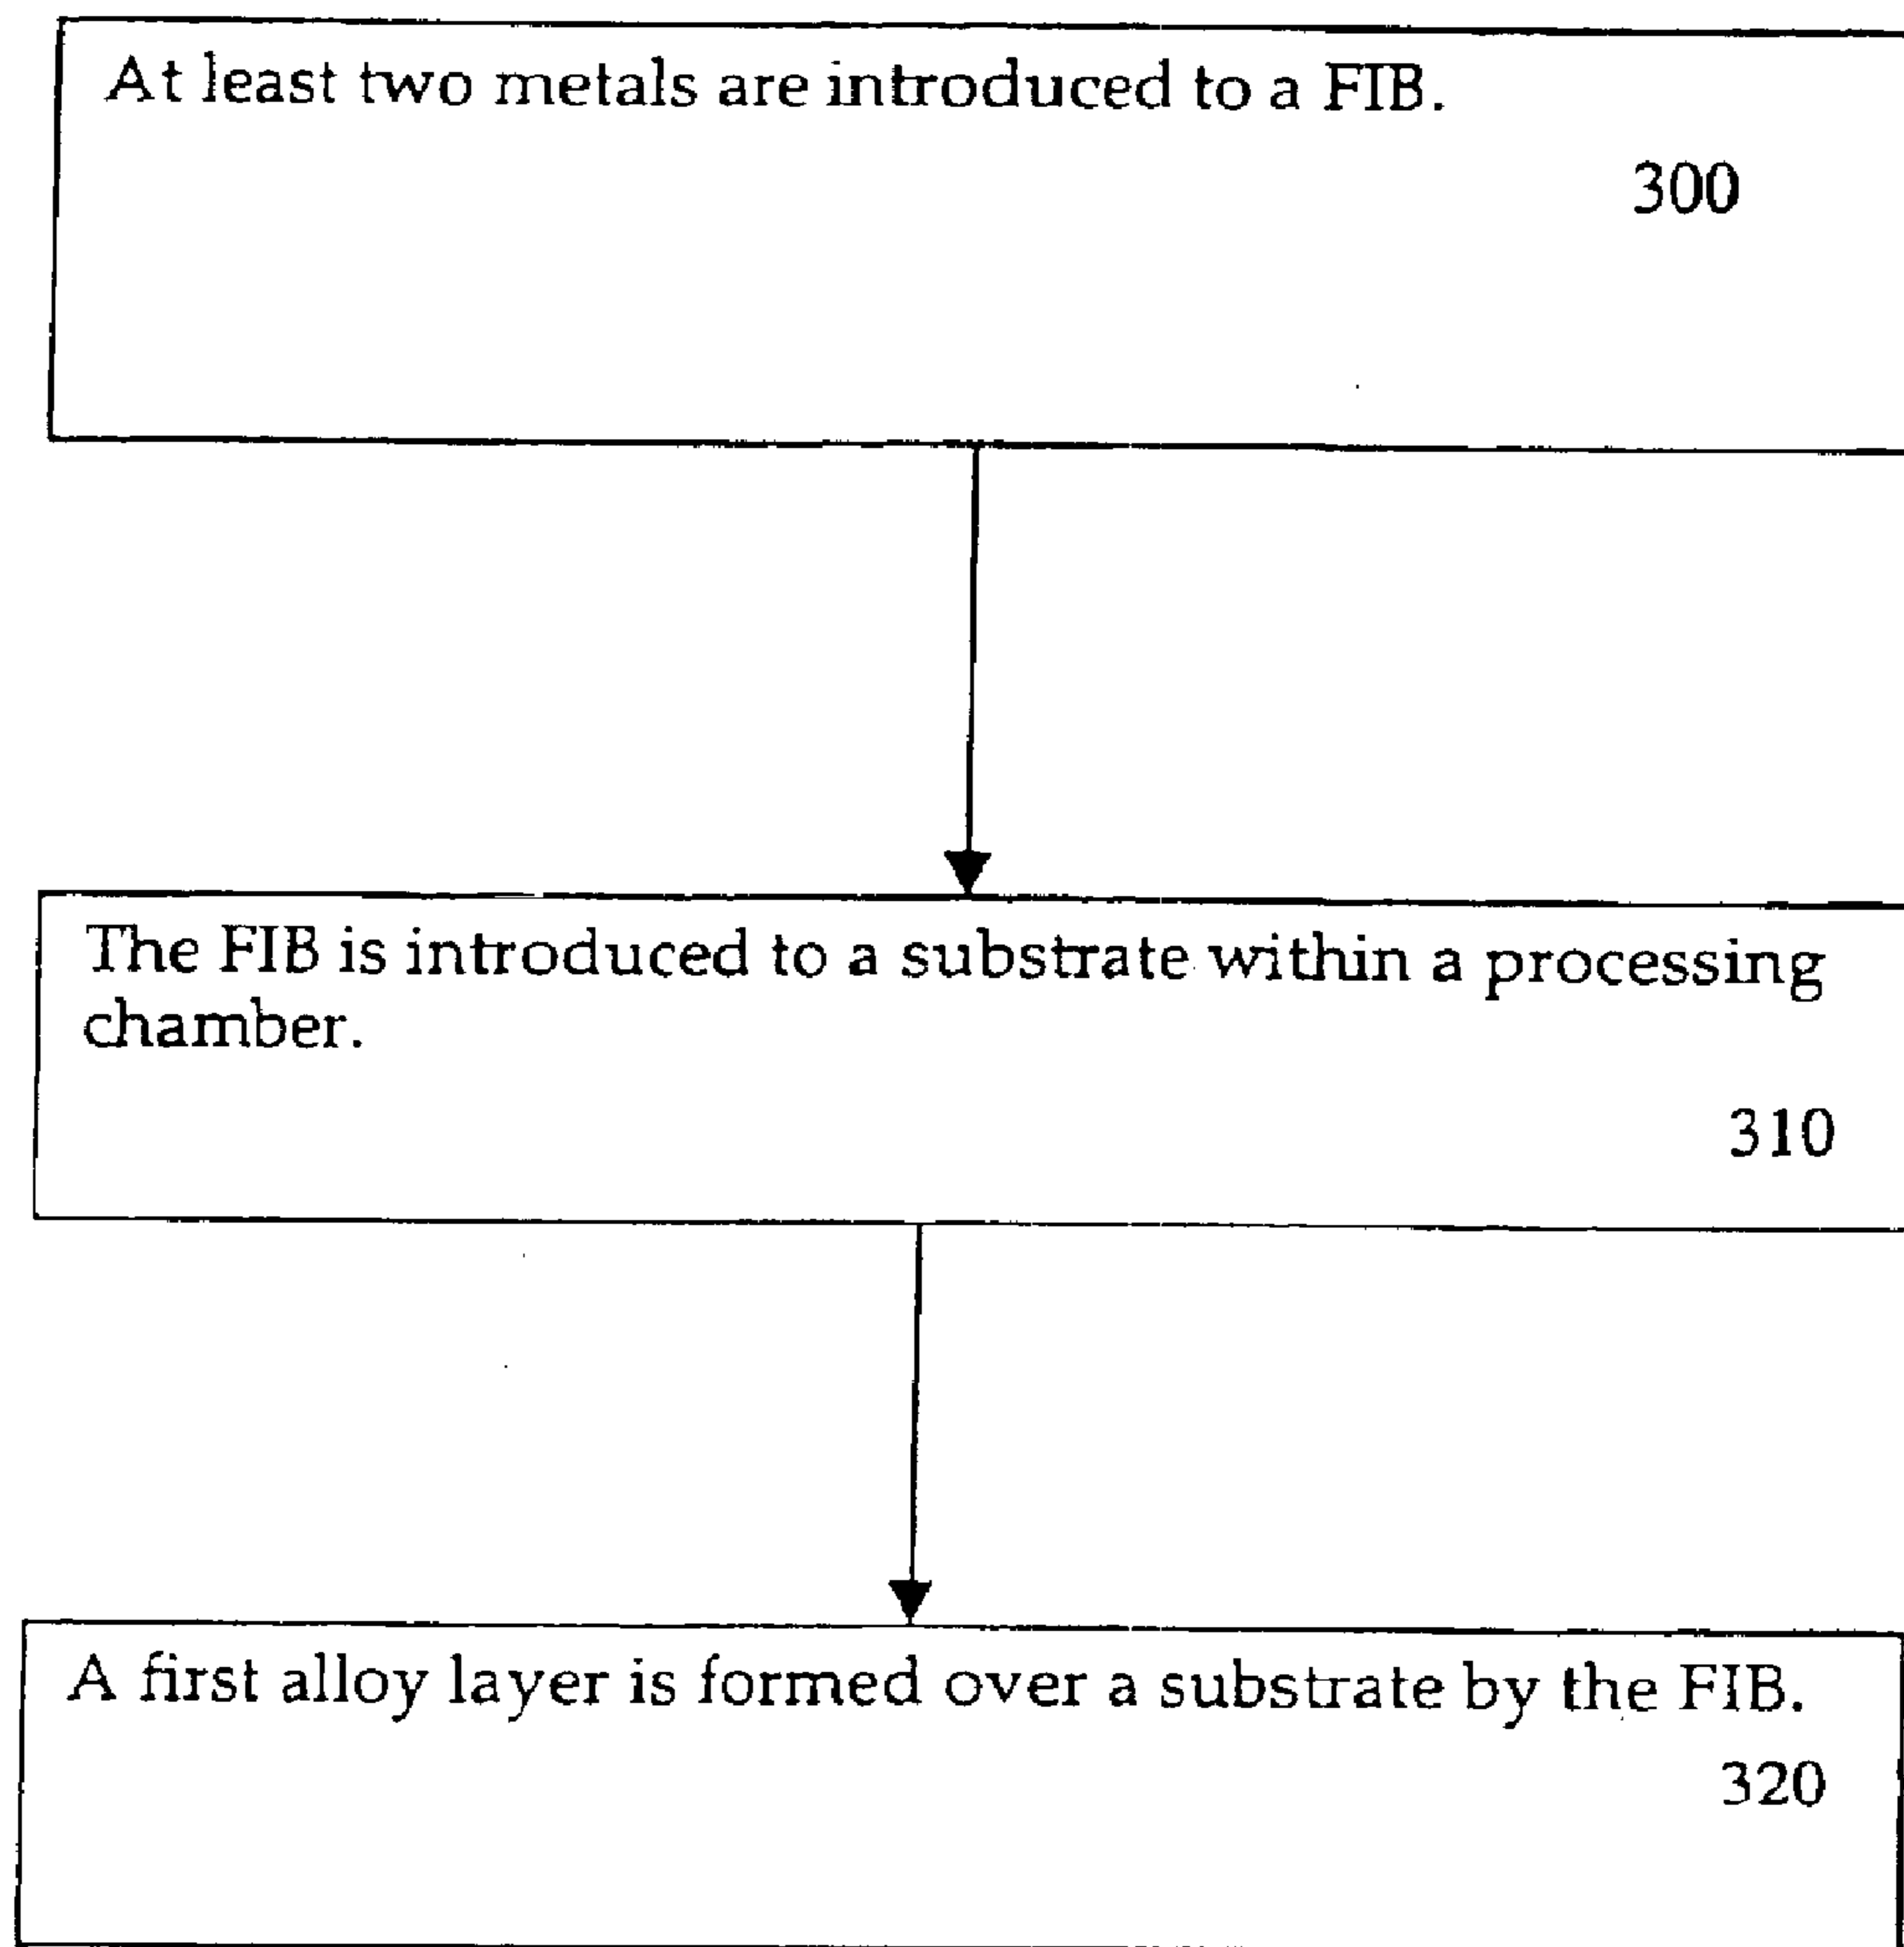 At least two metals are introduced to a FIB.
300
The FIB is introduced to a substrate within a processing
chamber.
310
A first alloy layer is formed over a substrate by the FIB.
320